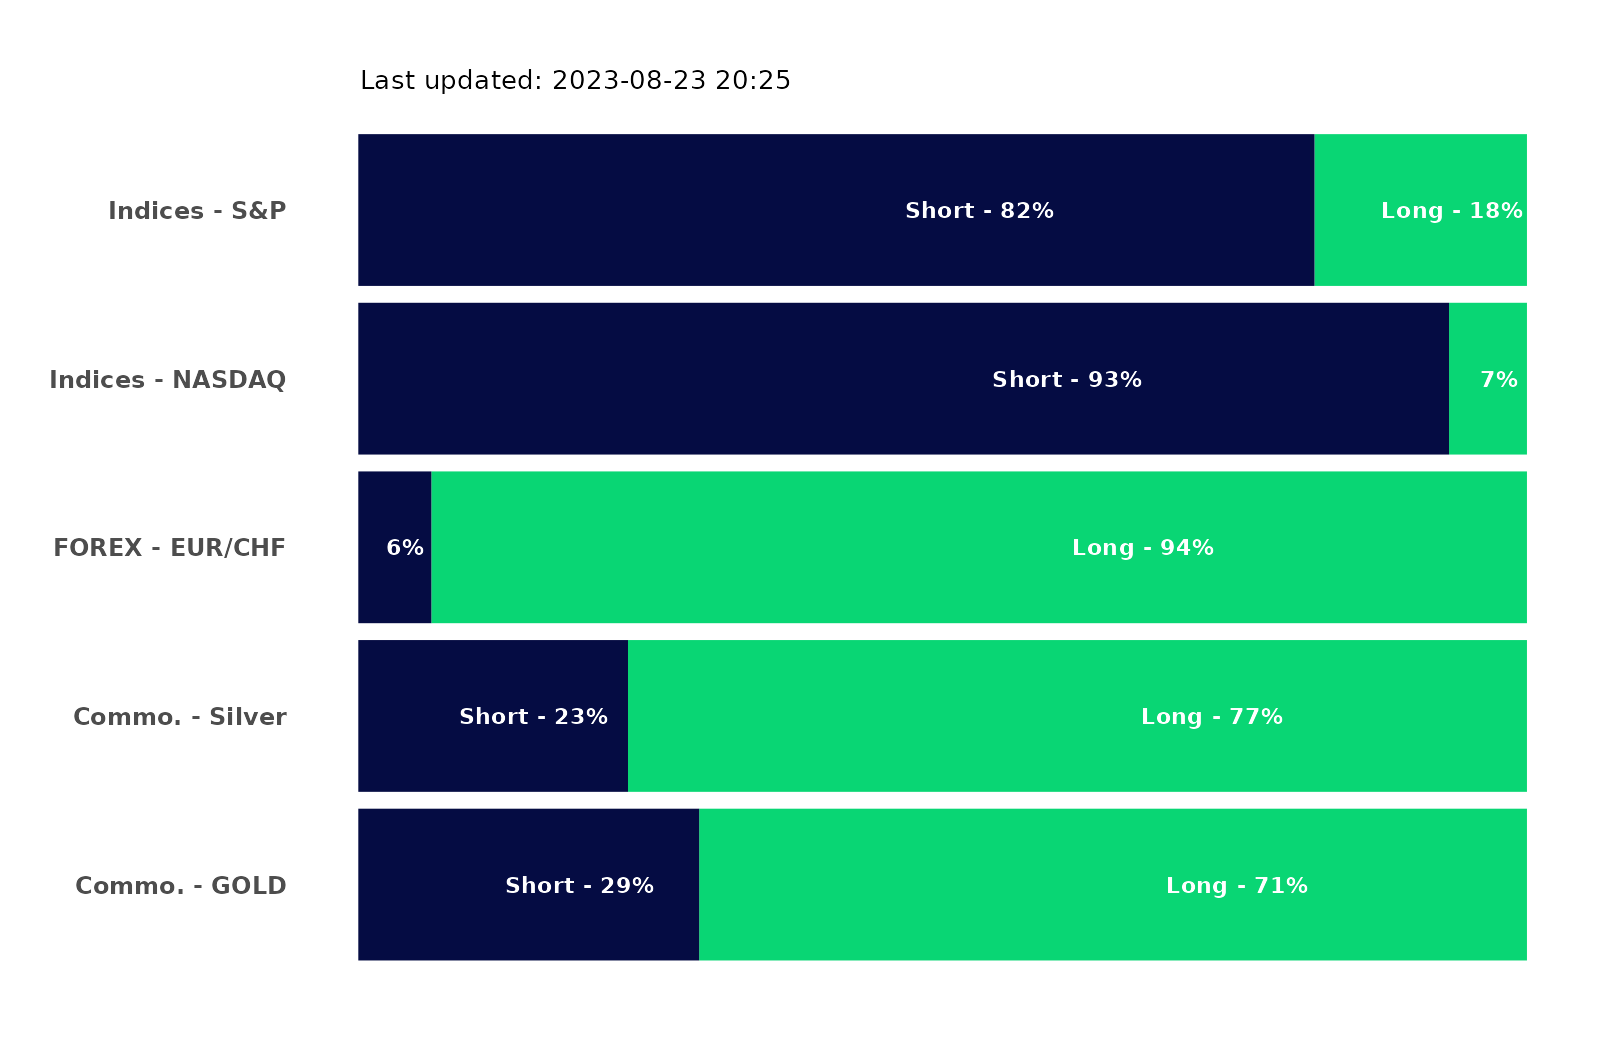 Last updated: 2023-08-23 20:25
Indices - S&P Short - 82% Long - 18%
Indices - NASDAQ Short - 93% 7%
FOREX - EUR/CHF 6% Long - 94%
Commo. - Silver Short - 23% Long - 77%
Commo. - GOLD Short - 29% Long - 71%